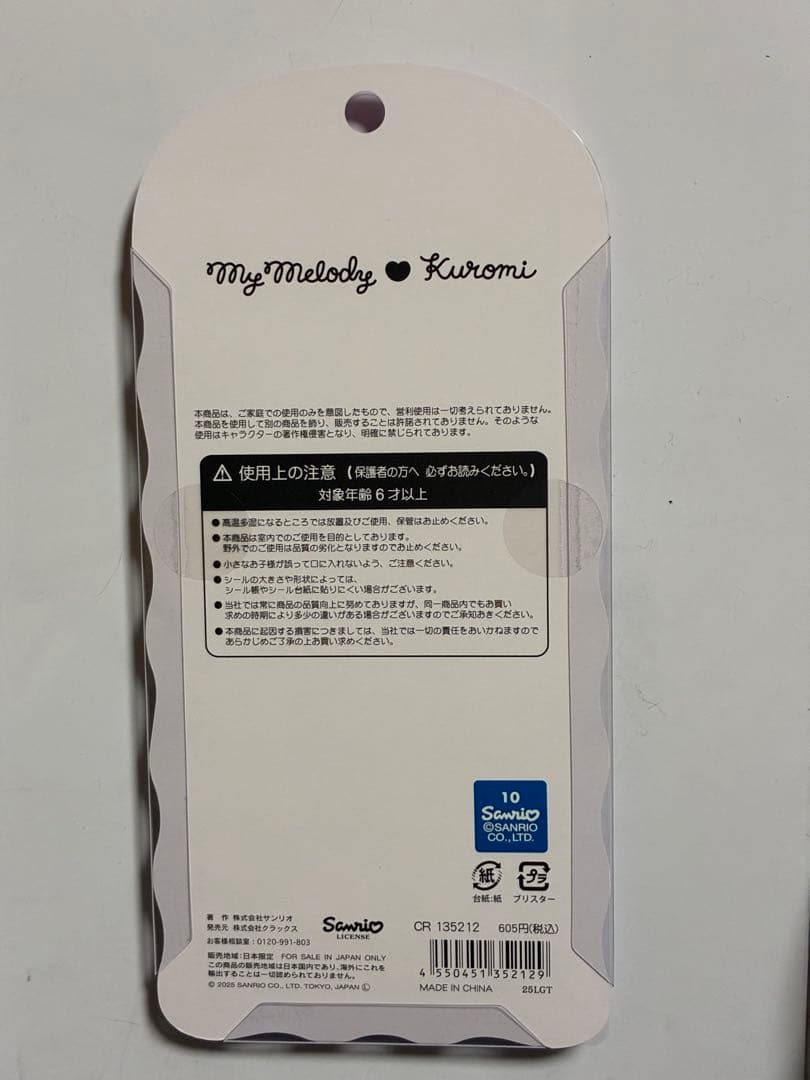 My Melody ♥ Kuromi
本商品は、ご家庭での使用のみを意図したもので、営利使用は一切考えられておりません。
本商品を使用して別の商品を飾り、販売することは許諾されておりません。そのような
使用はキャラクターの著作権侵害となり、明確に禁じられております。
⚠ 使用上の注意 (保護者の方へ 必ずお読みください。)
対象年齢6才以上
●高温多湿になるところでは放置及びご使用、保管はお止めください。
●本商品は室内でのご使用を目的としております。
野外でのご使用は品質の劣化となりますのでお止めください。
●小さなお子様が誤って口に入れないよう、ご注意ください。
●シールの大きさや形状によっては、
シール帳やシール台紙に貼りにくい場合がございます。
●当社では常に商品の品質向上に努めておりますが、同一商品内でもお買い
求めの時期により多少の違いがある場合がございますのでご承知おきください。
●本商品に起因する損害につきましては、当社では一切の責任をおいかねますので
あらかじめご了承の上お買い求めください。
10
Sanrio
©SANRIO
CO.,LTD.
紙 プラ
台紙:紙 ブリスター
著 作 株式会社サンリオ
発売元 株式会社クラックス
お客様相談室:0120-991-803
Sanrio
LICENSE
CR 135212 605円(税込)
販売地域:日本限定 FOR SALE IN JAPAN ONLY
この商品の販売地域は日本国内であり、海外にこれを
輸出することは一切認められておりません。
© 2025 SANRIO CO., LTD. TOKYO, JAPAN Ⓛ
4 550451 352129
MADE IN CHINA 25LGT